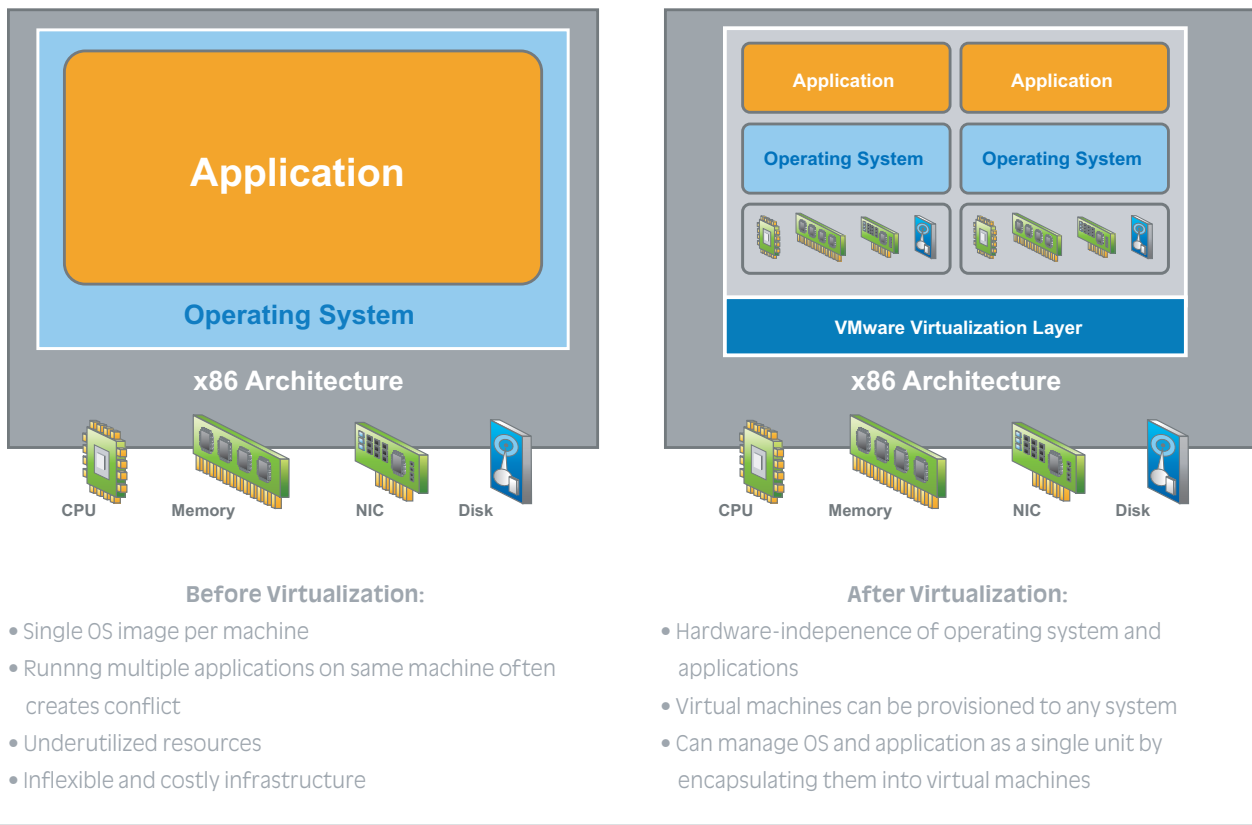 Application
Operating System
x86 Architecture
CPU
Memory
NIC
Disk
Before Virtualization:
• Single OS image per machine
• Runnng multiple applications on same machine often
creates conflict
• Underutilized resources
• Inflexible and costly infrastructure
Application
Application
Operating System
Operating System
VMware Virtualization Layer
x86 Architecture
CPU
Memory
NIC
Disk
After Virtualization:
• Hardware-indepenence of operating system and
applications
• Virtual machines can be provisioned to any system
• Can manage OS and application as a single unit by
encapsulating them into virtual machines